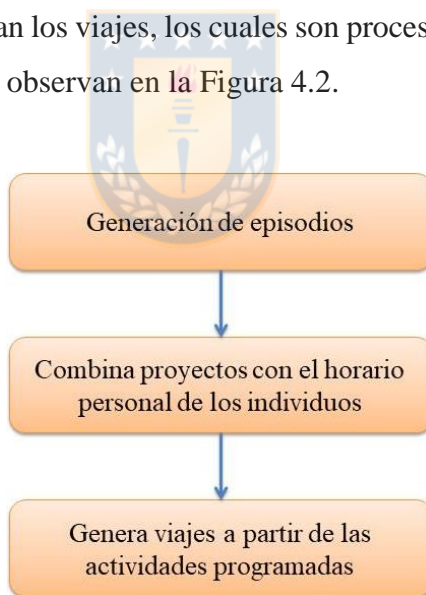 an los viajes, los cuales son proces
observan en la Figura 4.2.
Generación de episodios
Combina proyectos con el horario
personal de los individuos
Genera viajes a partir de las
actividades programadas